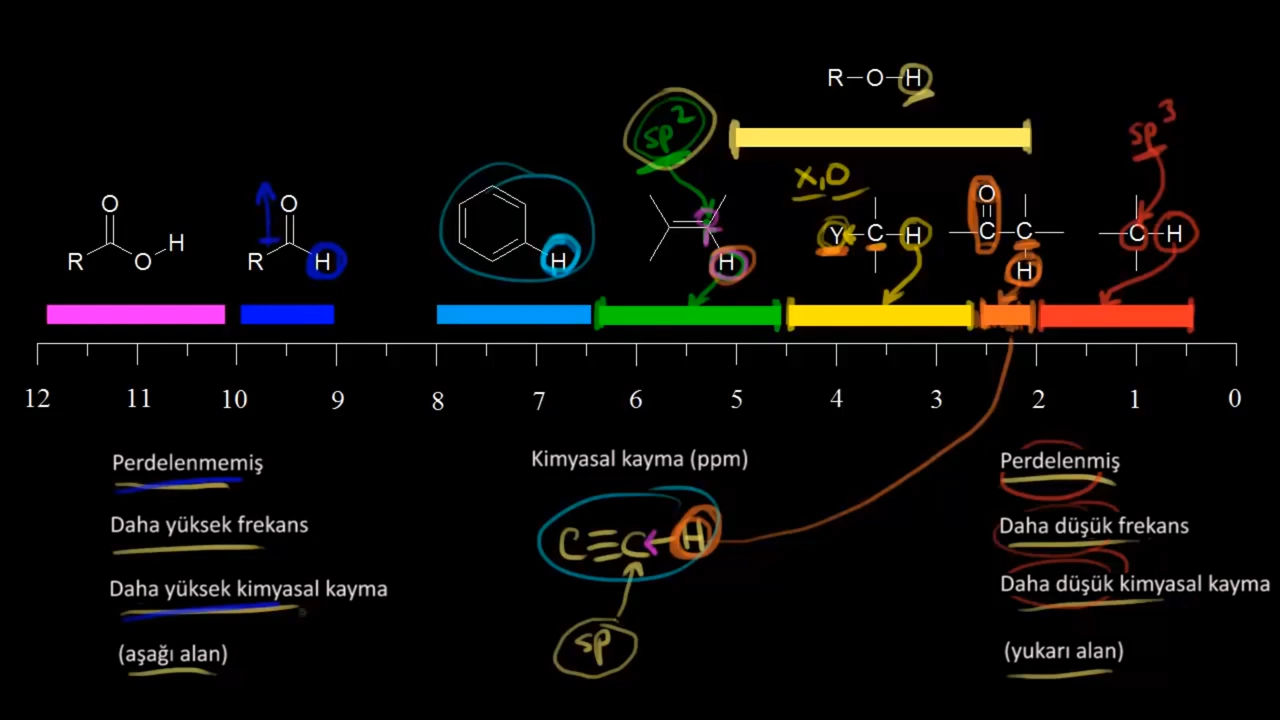 R-O-H
sp²
sp³
X,O
O
R
O
H
O
R
H
H
H
Y-C-H
O
C
C
H
C-H
12 11 10 9 8 7 6 5 4 3 2 1 0
Perdelenmemiş
Kimyasal kayma (ppm)
Perdelenmiş
Daha yüksek frekans
C≡C-H
Daha düşük frekans
Daha yüksek kimyasal kayma
Daha düşük kimyasal kayma
(aşağı alan)
sp
(yukarı alan)